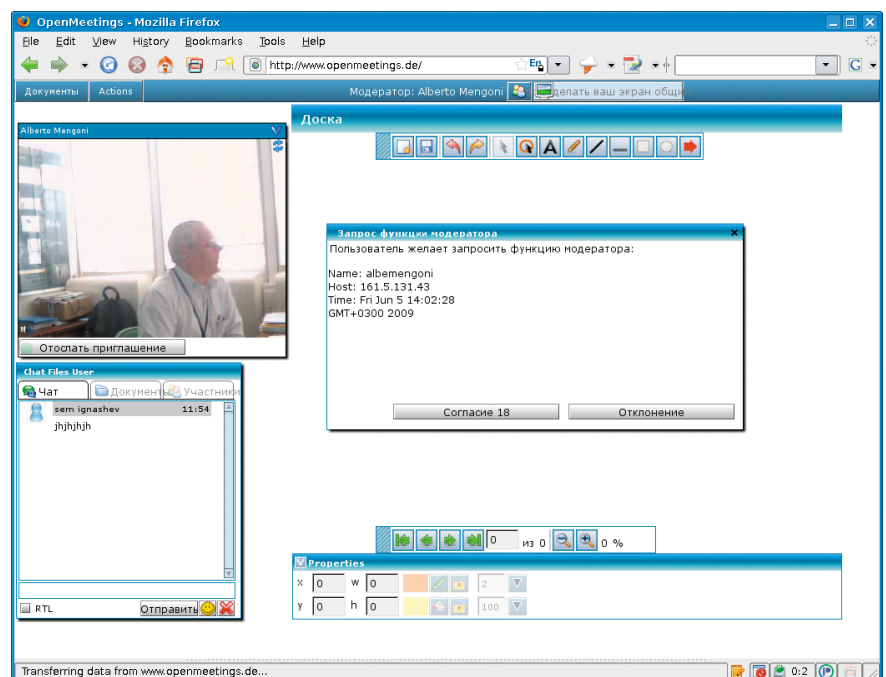 OpenMeetings - Mozilla Firefox
File Edit View History Bookmarks Tools Help
http://www.openmeetings.de/
Документы Actions Модератор: Alberto Mengoni делать ваш экран общим
Доска
Alberto Mengoni
Отослать приглашение
Запрос функции модератора
Пользователь желает запросить функцию модератора:
Name: albemengoni
Host: 161.5.131.43
Time: Fri Jun 5 14:02:28
GMT+0300 2009
Согласие 18 Отклонение
Chat Files User
Чат Документы Участники
sem ignashev 11:54
jhjhjhjh
RTL Отправить
0 из 0 0 %
Properties
x 0 w 0 2
y 0 h 0 100
Transferring data from www.openmeetings.de... 0:2